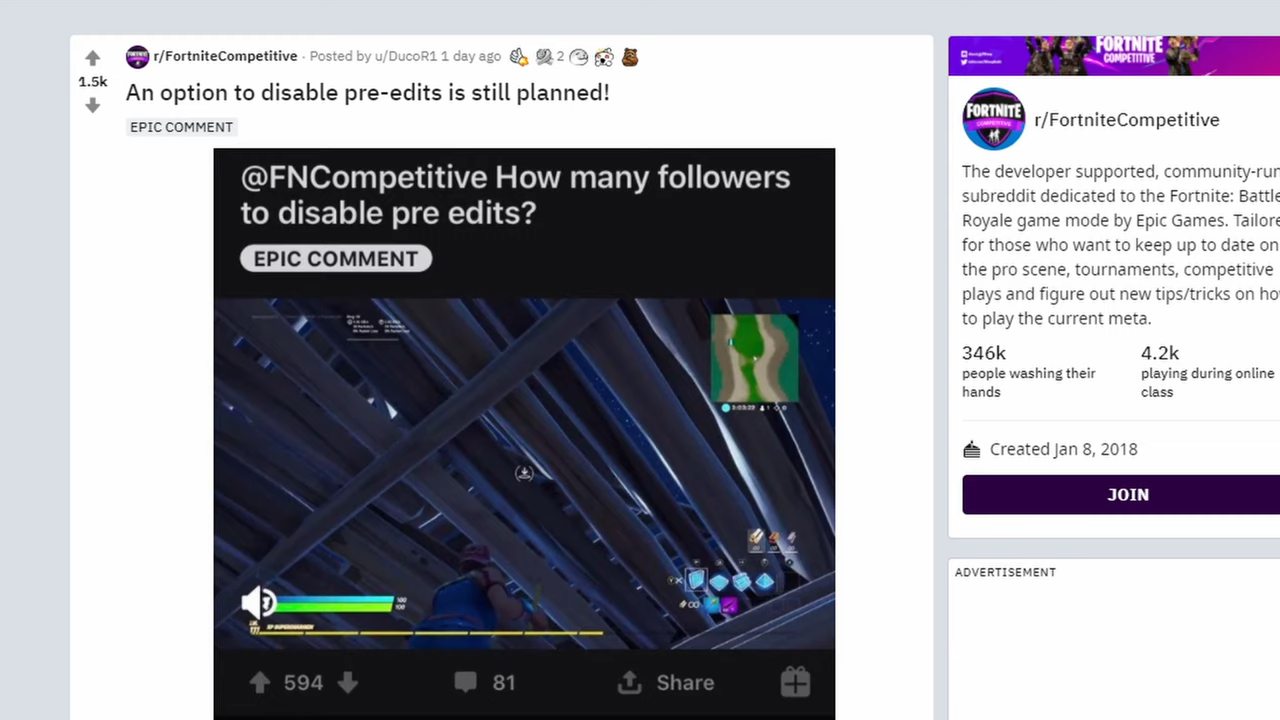 r/FortniteCompetitive · Posted by u/DucoR1 1 day ago 2
1.5k
An option to disable pre-edits is still planned!
EPIC COMMENT
@FNCompetitive How many followers
to disable pre edits?
EPIC COMMENT
100
100
594
81
Share
FORTNITE
COMPETITIVE
FORTNITE
COMPETITIVE
r/FortniteCompetitive
The developer supported, community-run
subreddit dedicated to the Fortnite: Battle
Royale game mode by Epic Games. Tailore
for those who want to keep up to date on
the pro scene, tournaments, competitive
plays and figure out new tips/tricks on how
to play the current meta.
346k
people washing their
hands
4.2k
playing during online
class
Created Jan 8, 2018
JOIN
ADVERTISEMENT